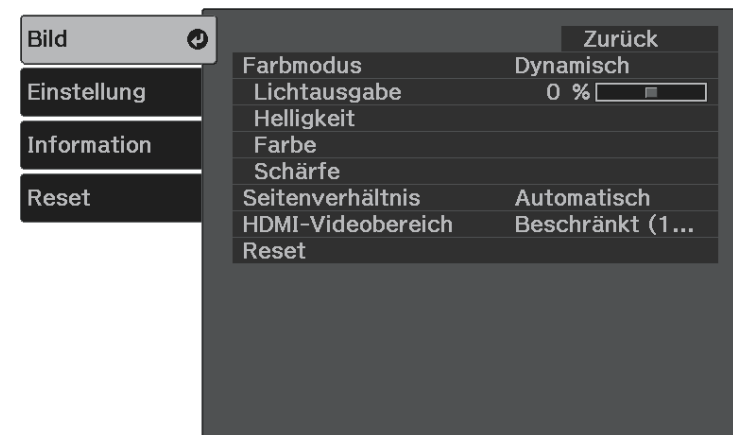 Bild
Einstellung
Information
Reset
Zurück
Farbmodus Dynamisch
Lichtausgabe 0 %
Helligkeit
Farbe
Schärfe
Seitenverhältnis Automatisch
HDMI-Videobereich Beschränkt (1...
Reset